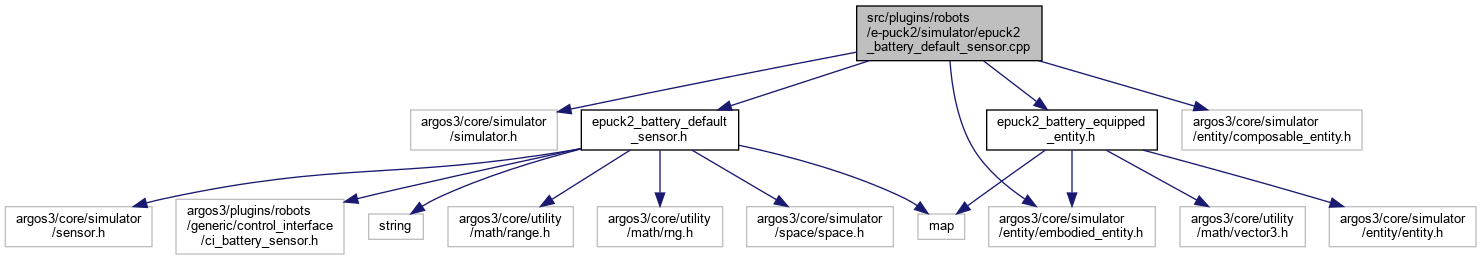 src/plugins/robots
/e-puck2/simulator/epuck2
_battery_default_sensor.cpp
argos3/core/simulator
/simulator.h
epuck2_battery_default
_sensor.h
epuck2_battery_equipped
_entity.h
argos3/core/simulator
/entity/composable_entity.h
argos3/core/simulator
/sensor.h
argos3/plugins/robots
/generic/control_interface
/ci_battery_sensor.h
string
argos3/core/utility
/math/range.h
argos3/core/utility
/math/rng.h
argos3/core/simulator
/space/space.h
map
argos3/core/simulator
/entity/embodied_entity.h
argos3/core/utility
/math/vector3.h
argos3/core/simulator
/entity/entity.h